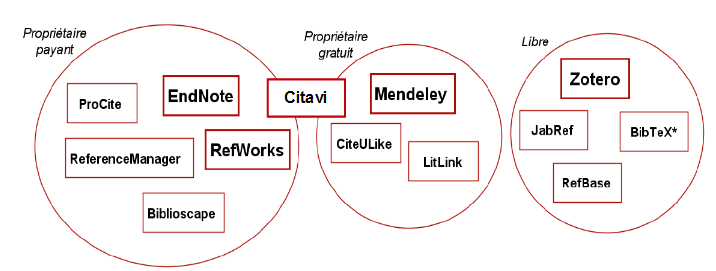 Propriétaire
payant
ProCite
EndNote
ReferenceManager
RefWorks
Biblioscape
Citavi
Propriétaire
gratuit
Mendeley
CiteULike
LitLink
Libre
Zotero
JabRef
BibTeX*
RefBase